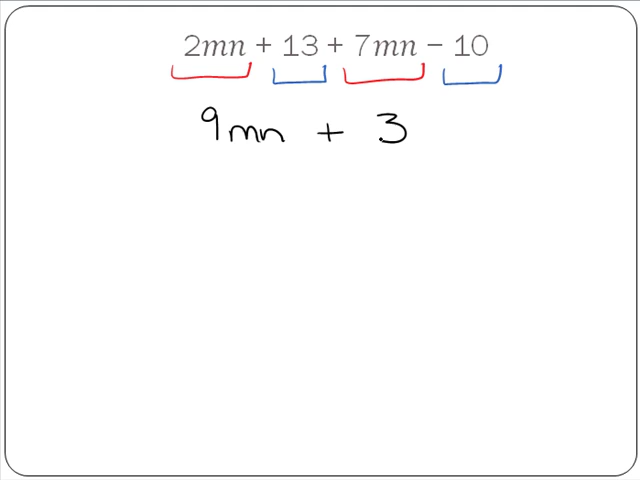 2mn + 13 + 7mn − 10
9mn + 3